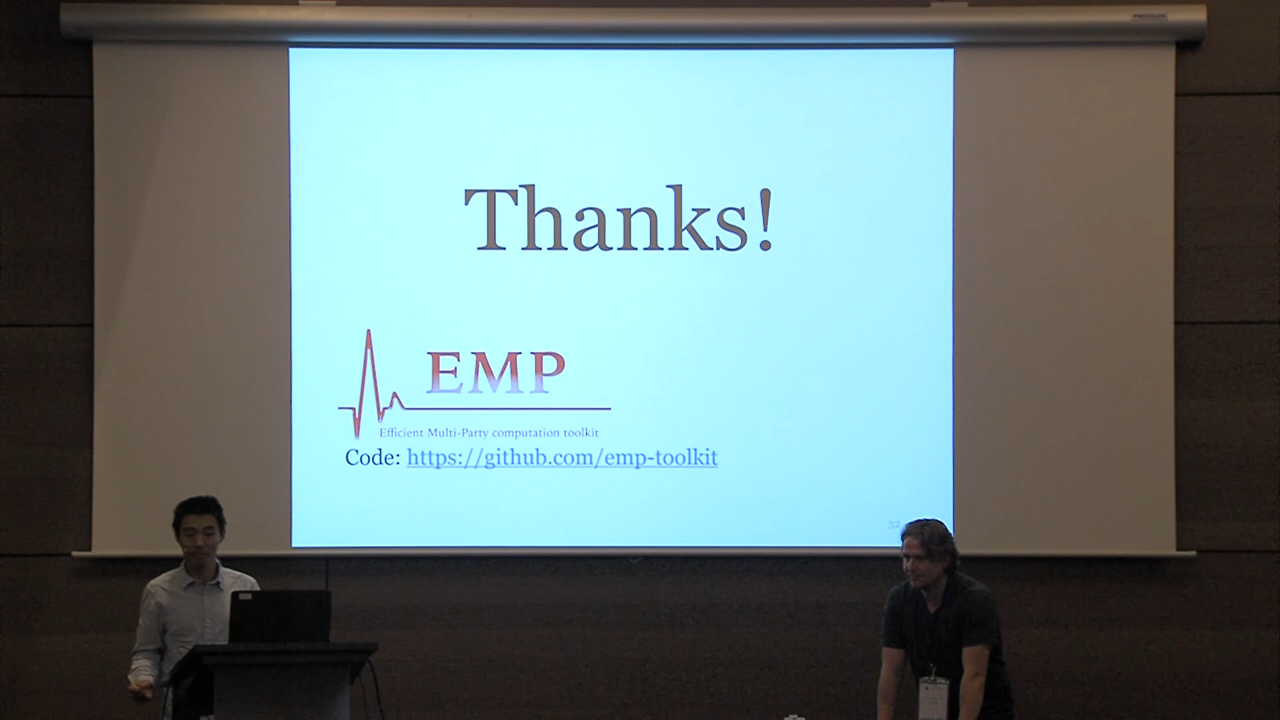 Thanks!
EMP
Efficient Multi-Party computation toolkit
Code: https://github.com/emp-toolkit